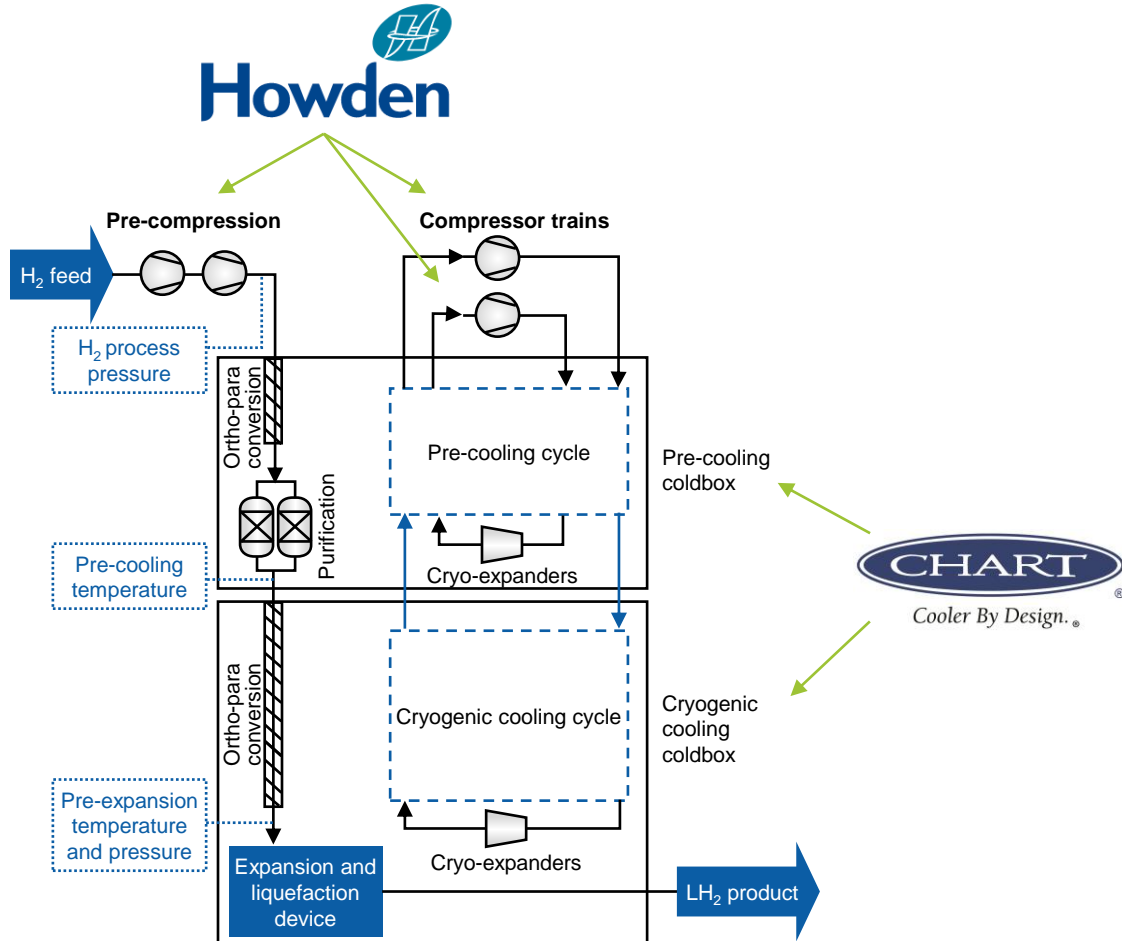 Howden
Pre-compression
Compressor trains
H₂ feed
H₂ process
pressure
Ortho-para
conversion
Pre-cooling cycle
Pre-cooling
coldbox
Purification
Cryo-expanders
Pre-cooling
temperature
CHART
®
Cooler By Design.®
Ortho-para
conversion
Cryogenic cooling cycle
Cryogenic
cooling
coldbox
Pre-expansion
temperature
and pressure
Cryo-expanders
Expansion and
liquefaction
device
LH₂ product